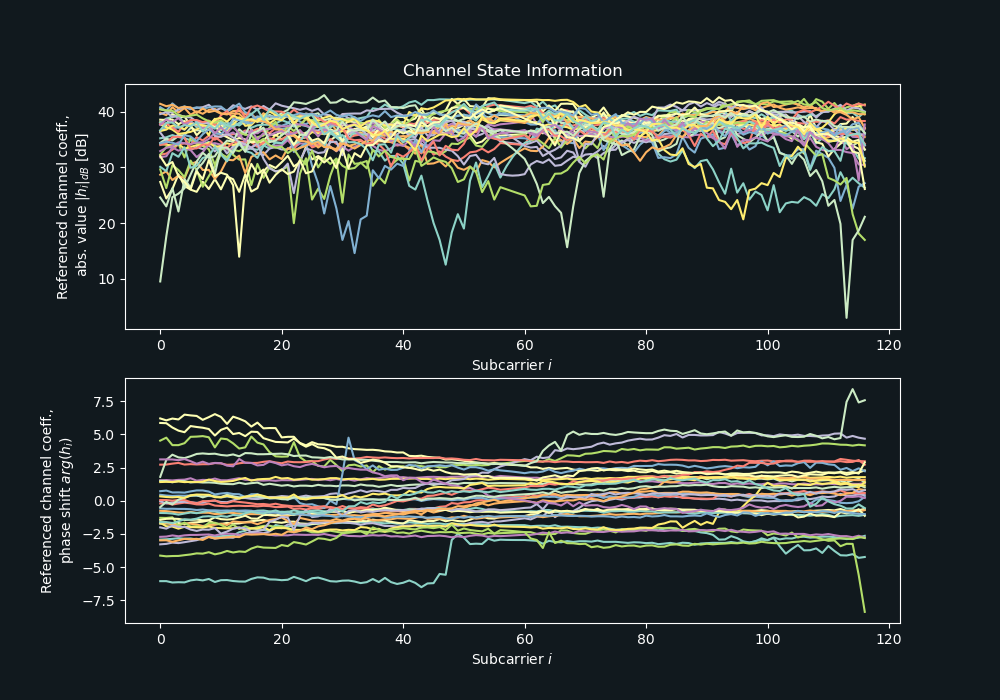 Channel State Information
Referenced channel coeff.,
abs. value |h_i|_dB [dB]
40
30
20
10
0 20 40 60 80 100 120
Subcarrier i
Referenced channel coeff.,
phase shift arg(h_i)
7.5
5.0
2.5
0.0
−2.5
−5.0
−7.5
0 20 40 60 80 100 120
Subcarrier i